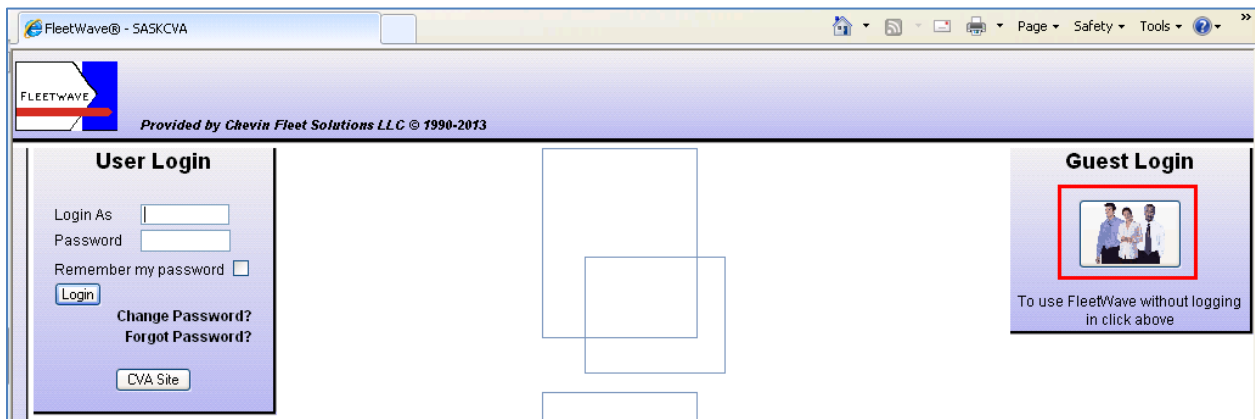 FleetWave® - SASKCVA
Page Safety Tools
FLEETWAVE
Provided by Chevin Fleet Solutions LLC © 1990-2013
User Login
Login As
Password
Remember my password
Login
Change Password?
Forgot Password?
CVA Site
Guest Login
To use FleetWave without logging
in click above